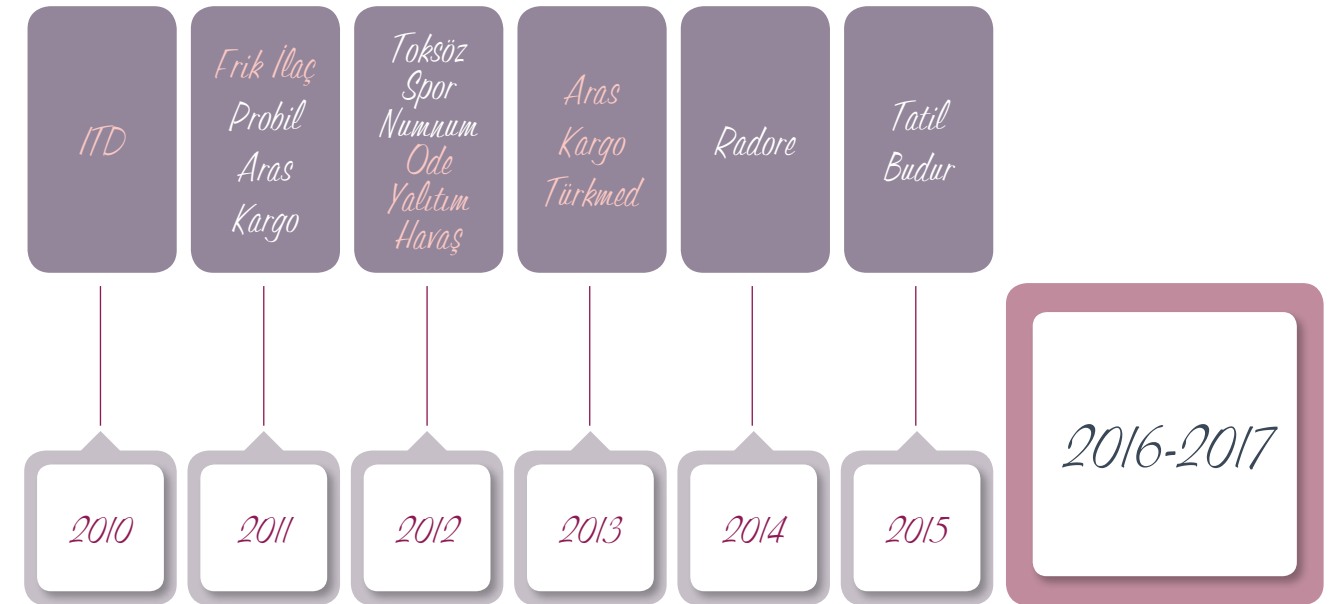 ITD
Erik İlaç
Probil
Aras
Kargo
Toksöz
Spor
Numnum
Ode
Yalıtım
Havaş
Aras
Kargo
Türkmed
Radore
Tatil
Budur
2010
2011
2012
2013
2014
2015
2016-2017